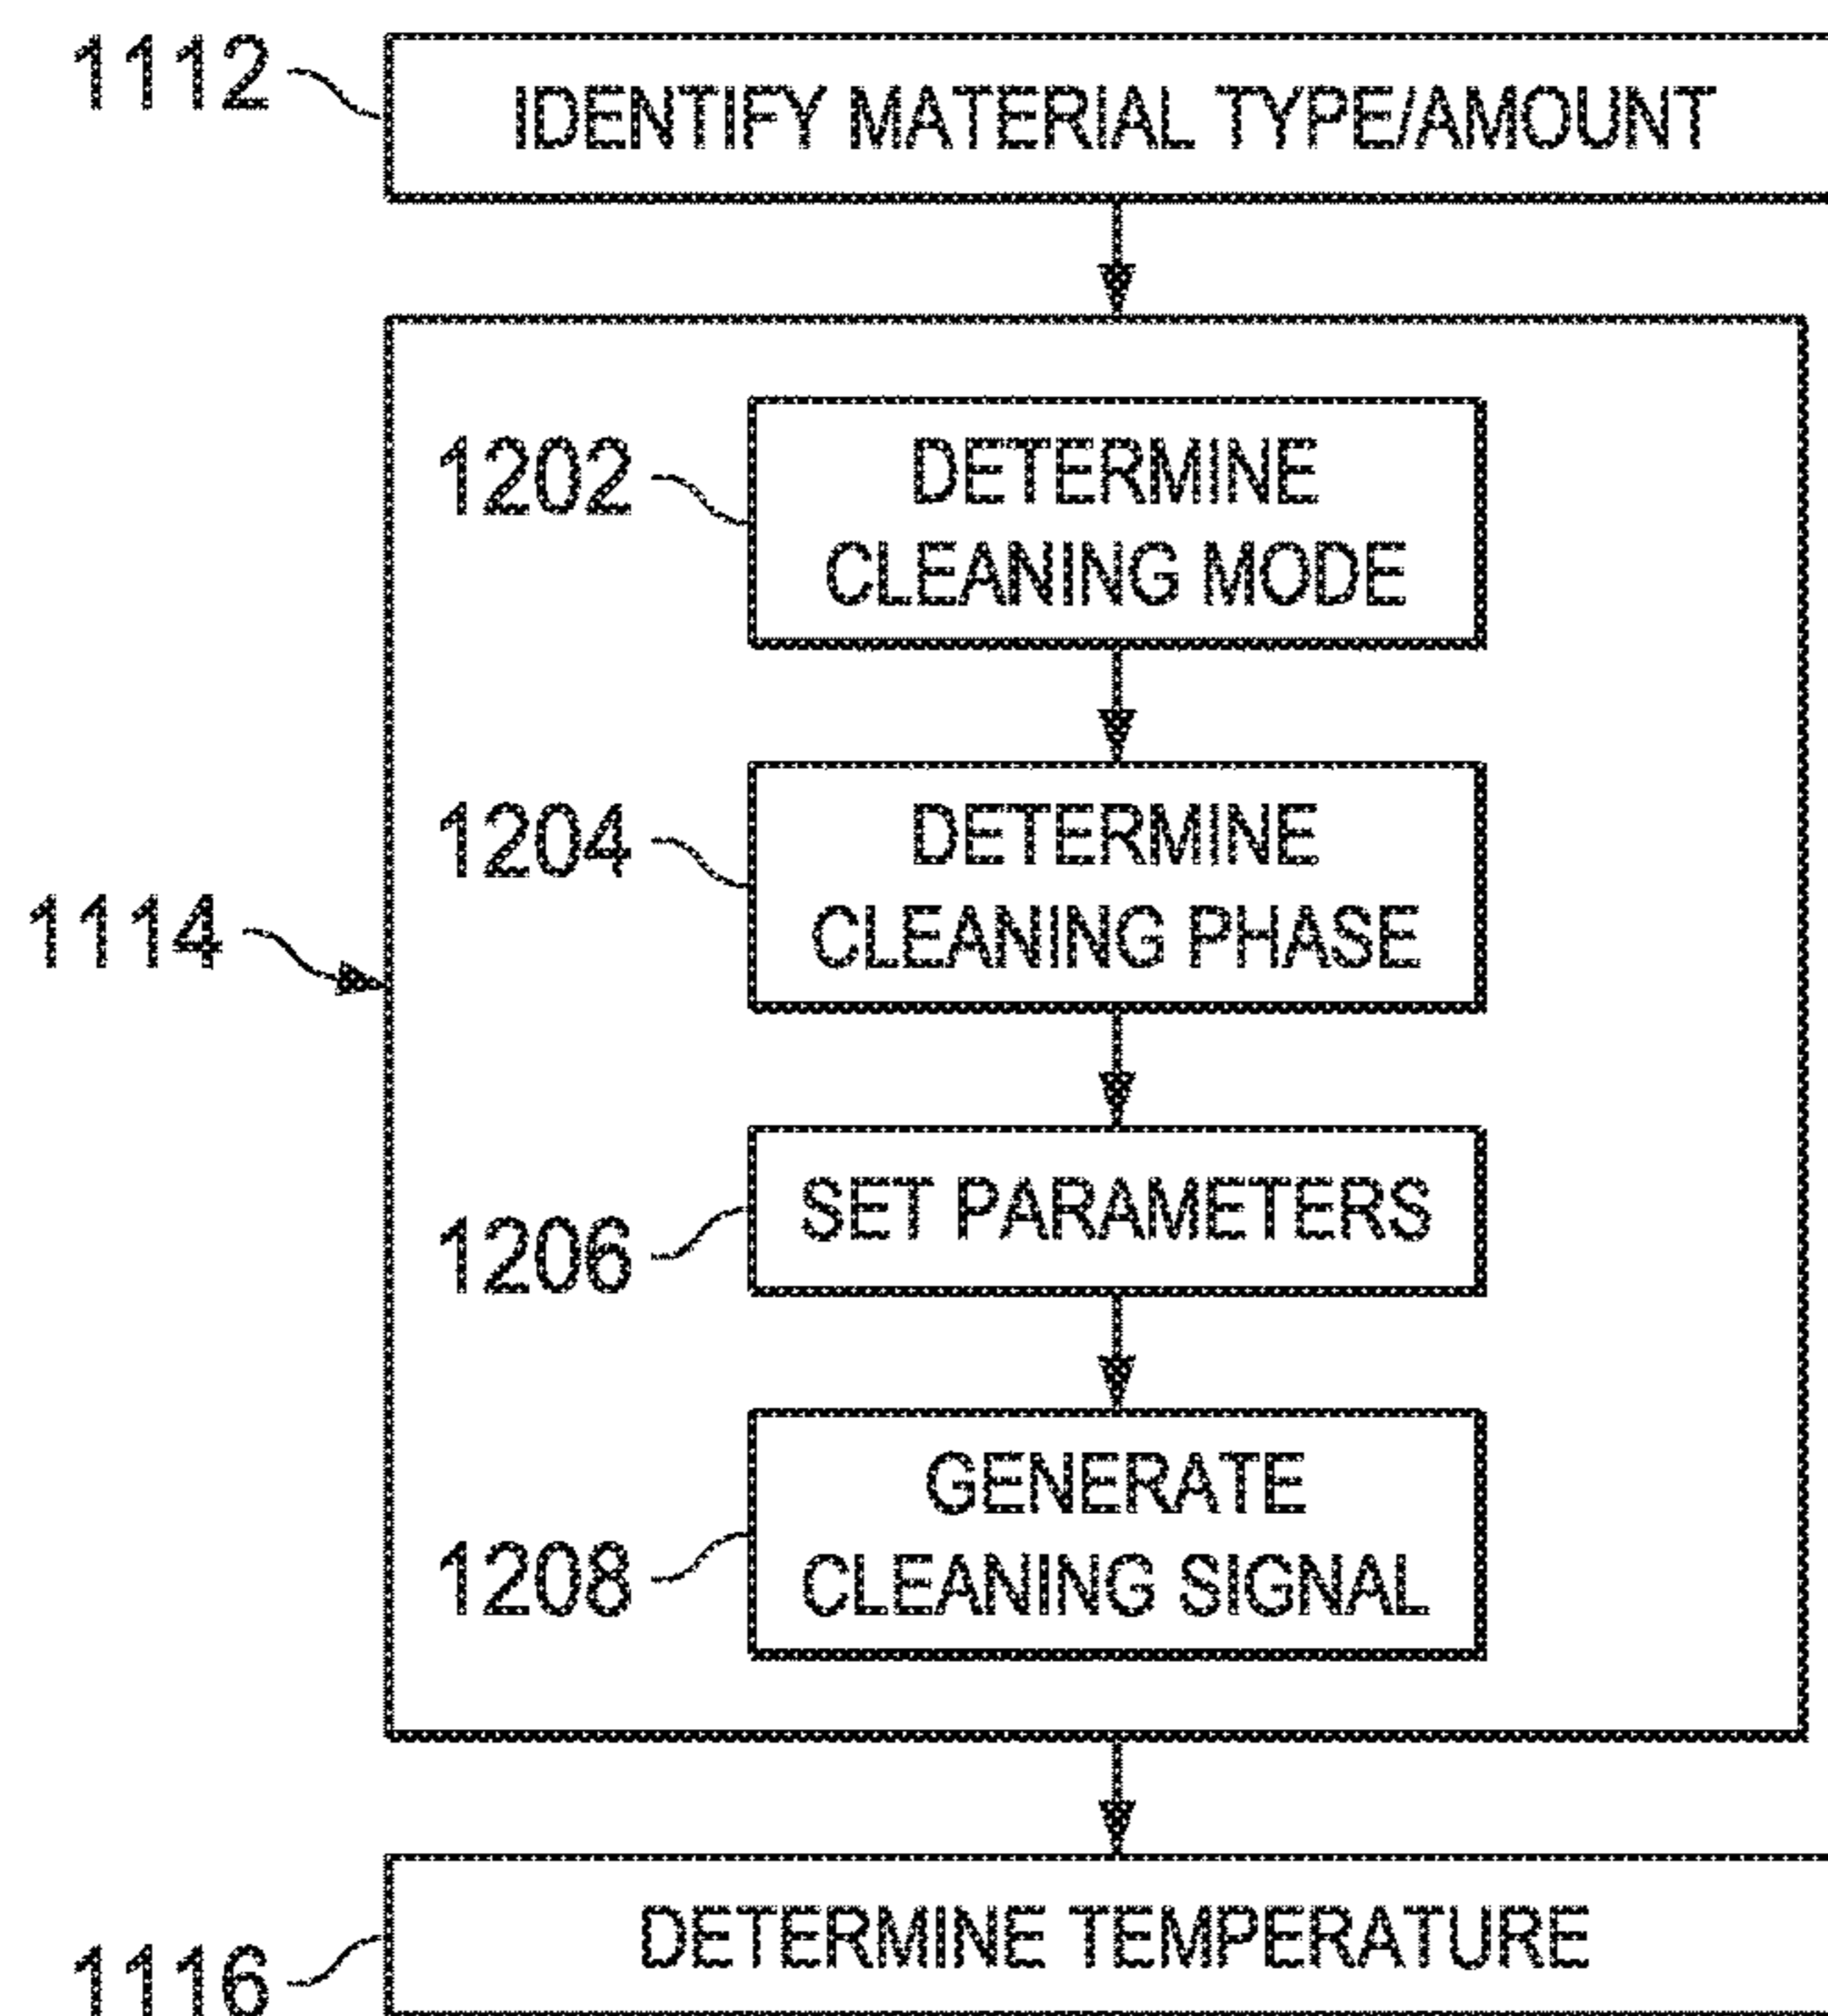 1112
IDENTIFY MATERIAL TYPE/AMOUNT
1202
DETERMINE
CLEANING MODE
1204
DETERMINE
CLEANING PHASE
1114
1206
SET PARAMETERS
1208
GENERATE
CLEANING SIGNAL
1116
DETERMINE TEMPERATURE